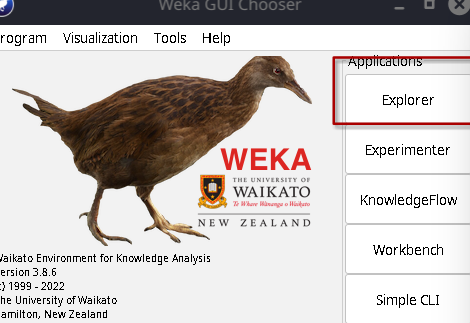 Weka GUI Chooser
rogram Visualization Tools Help
Applications
Explorer
Experimenter
KnowledgeFlow
Workbench
Simple CLI
WEKA
THE UNIVERSITY OF
WAIKATO
Te Whare Wānanga o Waikato
NEW ZEALAND
Waikato Environment for Knowledge Analysis
ersion 3.8.6
c) 1999 - 2022
he University of Waikato
amilton, New Zealand